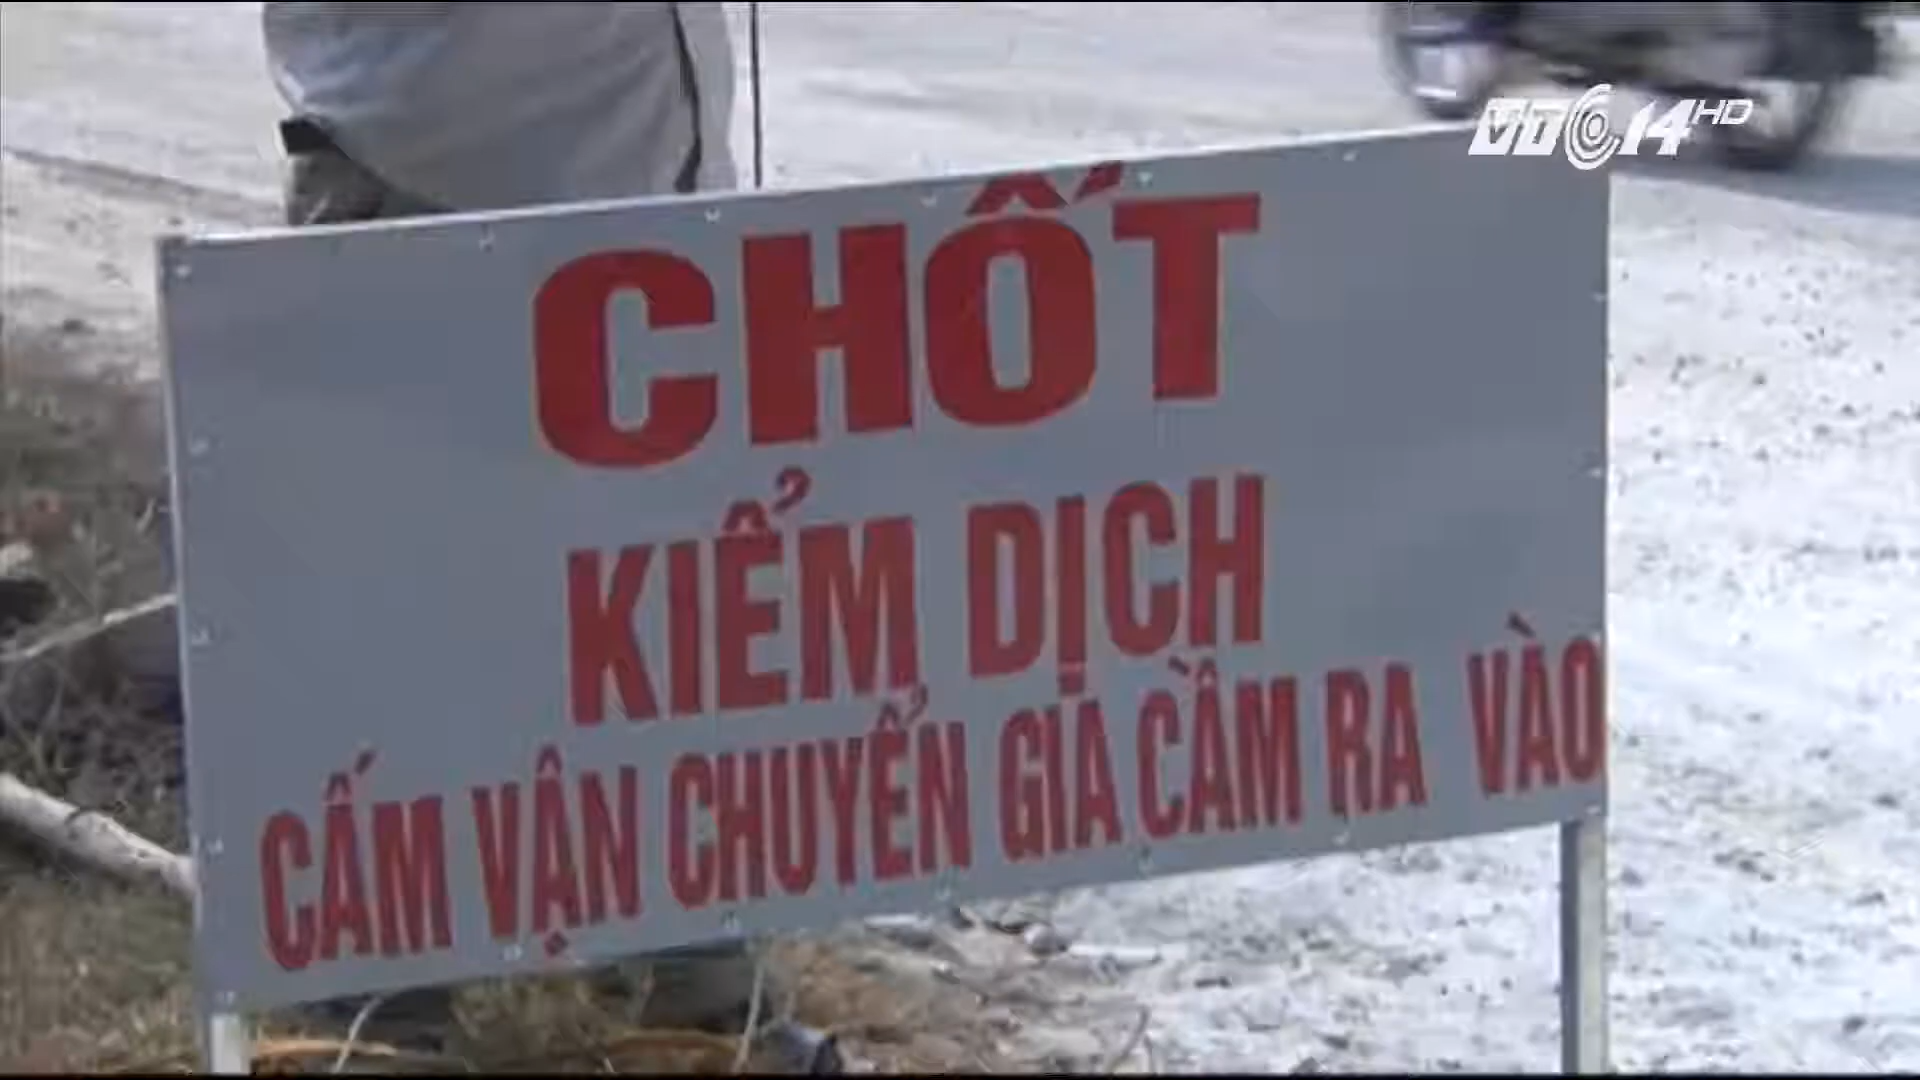 VTC14 HD
CHỐT
KIỂM DỊCH
CẤM VẬN CHUYỂN GIA CẦM RA VÀO